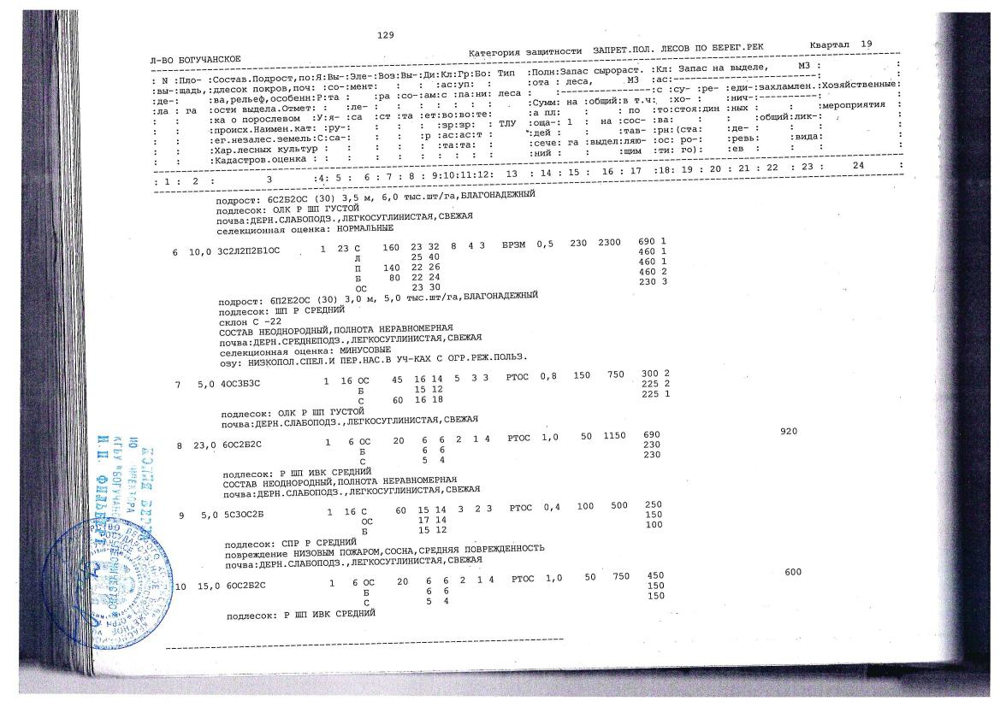 129
Л-ВО БОГУЧАНСКОЕ Категория защитности ЗАПРЕТ.ПОЛ. ЛЕСОВ ПО БЕРЕГ.РЕК Квартал 19
: N :Пло- :Состав.Подрост,по:Я:Вы-:Эле- :Воз:Вы-:Ди:Кл:Гр:Во: Тип :Полн:Запас сырораст. :Кл: Запас на выделе, М3 : :
:вы-:щадь,:длесок покров,поч: :со-:мент: : : :ас:уп: : :ота : леса, М3 :ас:-----------------------: :
:де-: :ва,рельеф,особенн:Р:та : :ра :со-:ам:с :па:ни: леса : :----------------:с :су- : ре- :еди-:захламлен.:Хозяйственные:
:ла : га :ости выдела.Отмет: : :ле- : : : : : : : :Сумм: на :общий:в т.ч: :хо- : :нич-:----------: :
: : :ка о порослевом :У:я- :са :ст :та :ет:во:во:те: :а пл: : : по :то:стоя:дин :ных : : : мероприятия :
: : :происх.Наимен.кат: :ру-: : : : :зр:зр: : ТЛУ :оща-: 1 : на :сос- :ва: : : :общий:лик-: :
: : :ег.незалес.земель:С:са-: : : :р :ас:ас:т : :дей : : :тав- :рн:(ста: :де- : : : :
: : :Хар.лесных культур : : : : : : :та:та: : :сече: га :выдел:ляю- :ос: ро- : :ревь: :вида: :
: : :Кадастров.оценка : : : : : : : : : : :ний : : :щим :ти: го): :ев : : : :
: 1 : 2 : 3 :4: 5 : 6 : 7 : 8 : 9:10:11:12: 13 : 14 : 15 : 16 : 17 :18: 19 : 20 : 21 : 22 : 23 : 24 :
подрост: 6С2Б2ОС (30) 3,5 м, 6,0 тыс.шт/га,БЛАГОНАДЕЖНЫЙ
подлесок: ОЛК Р ШП ГУСТОЙ
почва:ДЕРН.СЛАБОПОДЗ.,ЛЕГКОСУГЛИНИСТАЯ,СВЕЖАЯ
селекционная оценка: НОРМАЛЬНЫЕ
6 10,0 3С2Л2П2Б1ОС 1 23 С 160 23 32 8 4 3 БРЗМ 0,5 230 2300 690 1
Л 25 40 460 1
П 140 22 26 460 1
Б 80 22 24 460 2
ОС 23 30 230 3
подрост: 6П2Е2ОС (30) 3,0 м, 5,0 тыс.шт/га,БЛАГОНАДЕЖНЫЙ
подлесок: ШП Р СРЕДНИЙ
склон С -22
СОСТАВ НЕОДНОРОДНЫЙ,ПОЛНОТА НЕРАВНОМЕРНАЯ
почва:ДЕРН.СРЕДНЕПОДЗ.,ЛЕГКОСУГЛИНИСТАЯ,СВЕЖАЯ
селекционная оценка: МИНУСОВЫЕ
озу: НИЗКОПОЛ.СПЕЛ.И ПЕР.НАС.В УЧ-КАХ С ОГР.РЕЖ.ПОЛЬЗ.
7 5,0 4ОС3Б3С 1 16 ОС 45 16 14 5 3 3 РТОС 0,8 150 750 300 2
Б 15 12 225 2
С 60 16 18 225 1
подлесок: ОЛК Р ШП ГУСТОЙ
почва:ДЕРН.СЛАБОПОДЗ.,ЛЕГКОСУГЛИНИСТАЯ,СВЕЖАЯ
8 23,0 6ОС2Б2С 1 6 ОС 20 6 6 2 1 4 РТОС 1,0 50 1150 690 920
Б 6 6 230
С 5 4 230
подлесок: Р ШП ИВК СРЕДНИЙ
СОСТАВ НЕОДНОРОДНЫЙ,ПОЛНОТА НЕРАВНОМЕРНАЯ
почва:ДЕРН.СЛАБОПОДЗ.,ЛЕГКОСУГЛИНИСТАЯ,СВЕЖАЯ
9 5,0 5С3ОС2Б 1 16 С 60 15 14 3 2 3 РТОС 0,4 100 500 250
ОС 17 14 150
Б 15 12 100
подлесок: СПР Р СРЕДНИЙ
повреждение НИЗОВЫМ ПОЖАРОМ,СОСНА,СРЕДНЯЯ ПОВРЕЖДЕННОСТЬ
почва:ДЕРН.СЛАБОПОДЗ.,ЛЕГКОСУГЛИНИСТАЯ,СВЕЖАЯ
10 15,0 6ОС2Б2С 1 6 ОС 20 6 6 2 1 4 РТОС 1,0 50 750 450 600
Б 6 6 150
С 5 4 150
подлесок: Р ШП ИВК СРЕДНИЙ
КОПИЯ ВЕРНА